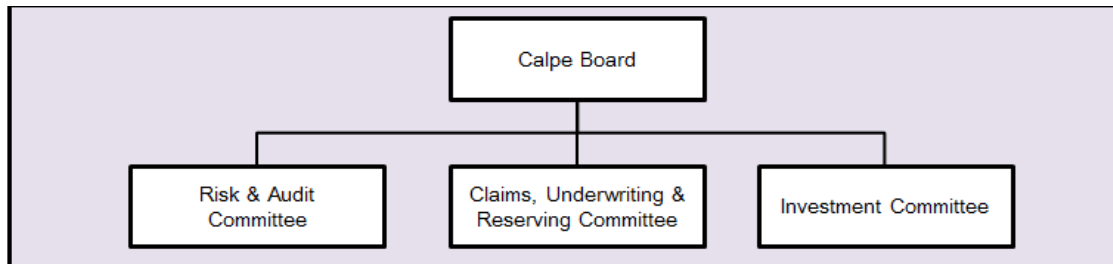 Calpe Board
Risk & Audit
Committee
Claims, Underwriting &
Reserving Committee
Investment Committee